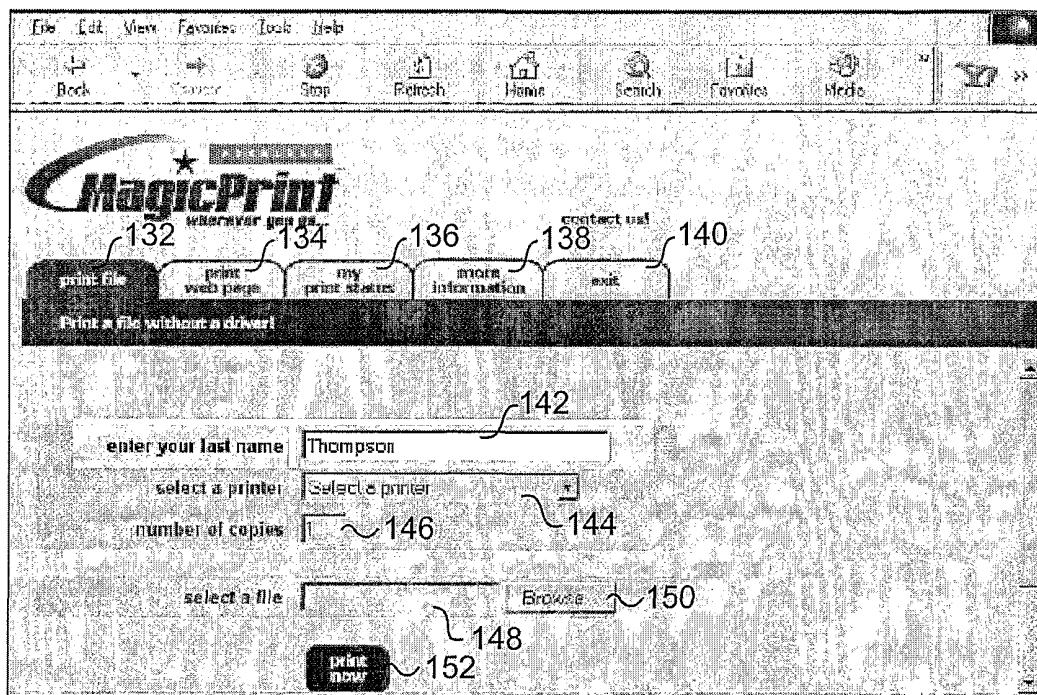 File Edit View Favorites Tools Help
Back Stop Refresh Home Search Favorites Media »
»
MagicPrint
wherever you go...
contact us!
132 134 136 138 140
print file
print web page
my print status
more information
exit
Print a file without a driver!
142
enter your last name Thompson
select a printer Select a printer
144
number of copies 1 146
select a file Browse... 150
148
print now 152